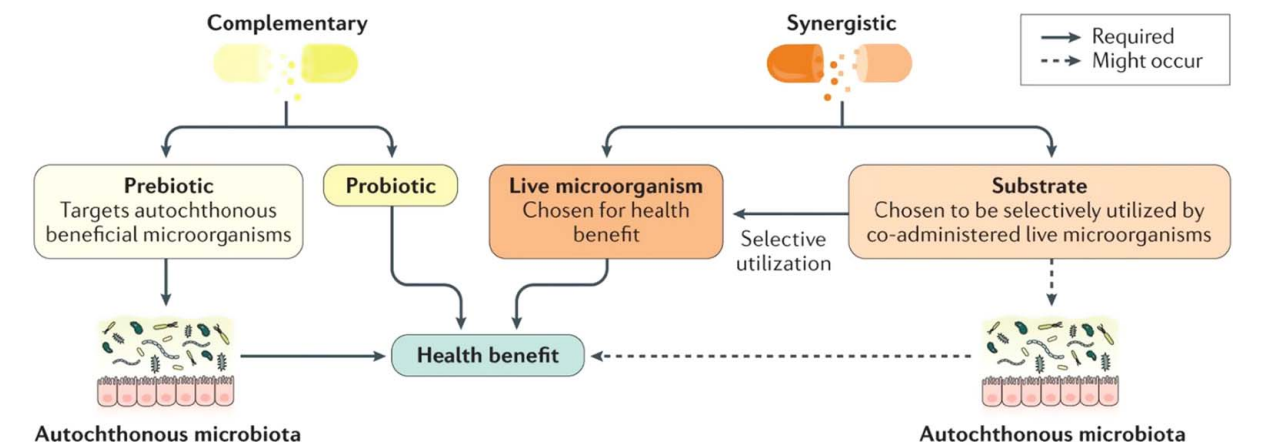 Complementary
Synergistic
Required
Might occur
Prebiotic
Targets autochthonous
beneficial microorganisms
Probiotic
Live microorganism
Chosen for health
benefit
Substrate
Chosen to be selectively utilized by
co-administered live microorganisms
Selective
utilization
Health benefit
Autochthonous microbiota
Autochthonous microbiota